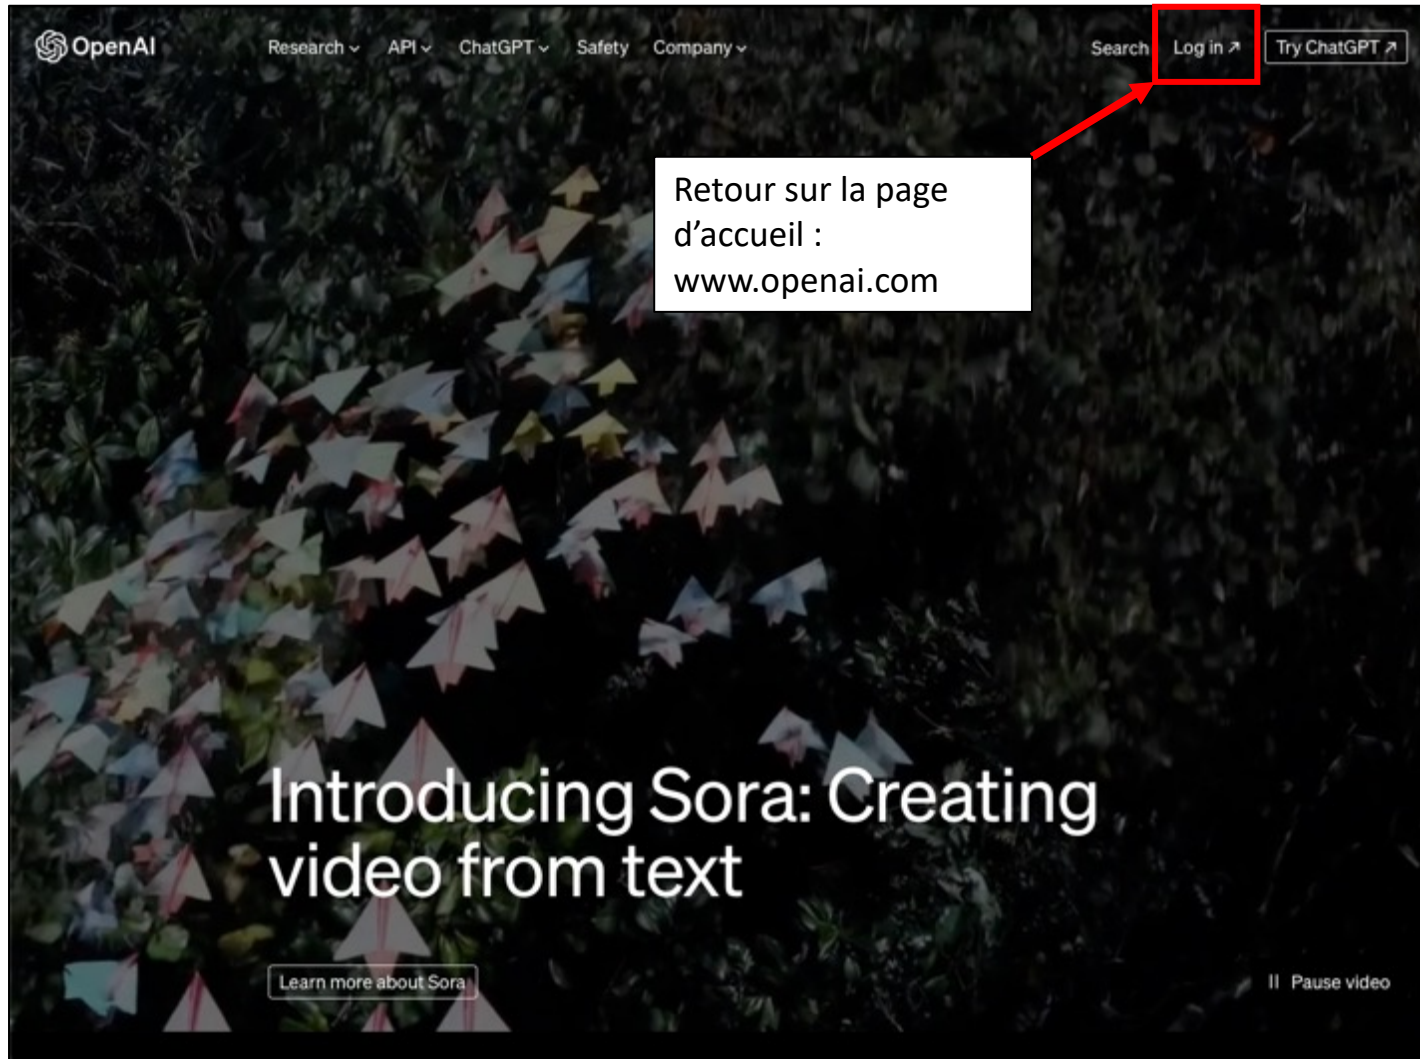 OpenAI
Research
API
ChatGPT
Safety
Company
Search
Log in
Try ChatGPT
Retour sur la page
d’accueil :
www.openai.com
Introducing Sora: Creating
video from text
Learn more about Sora
Pause video